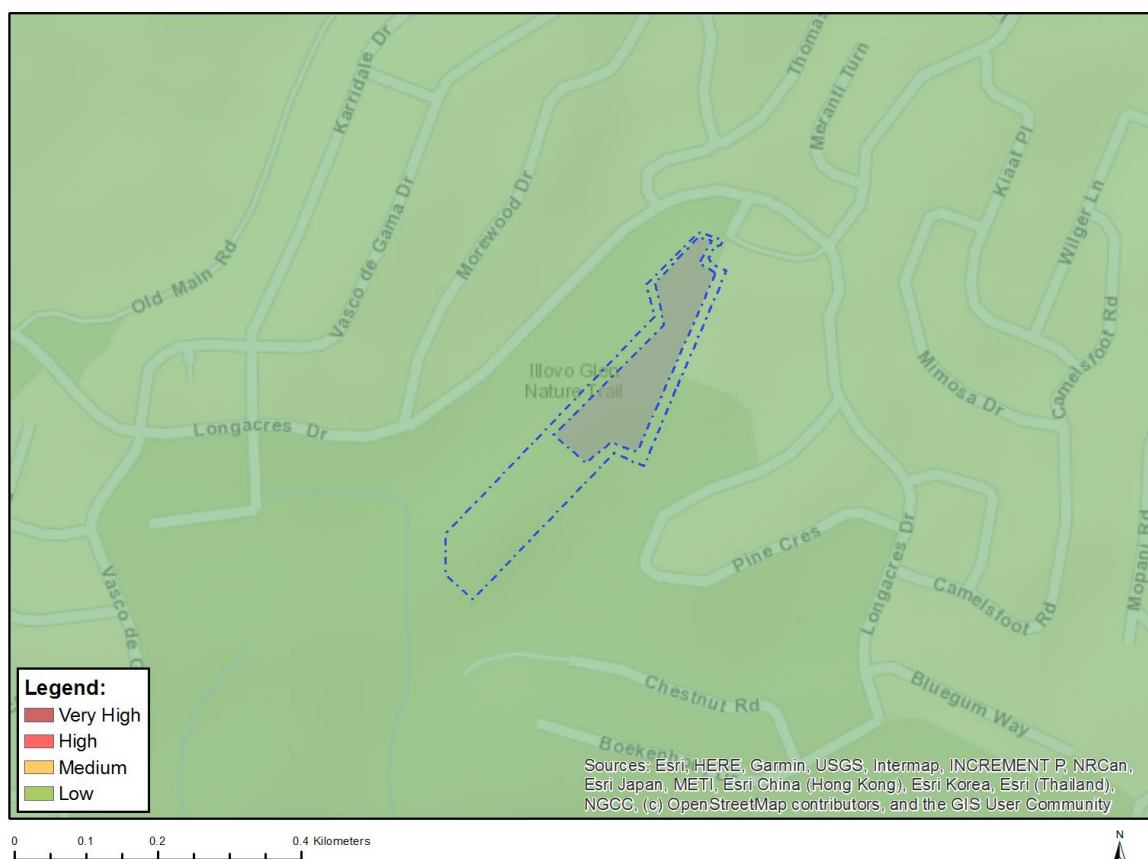 Thomas
Karridale Dr
Meranti Turn
Kiaat Pl
Vasco de Gama Dr
Morewood Dr
Wilger Ln
Old Main Rd
Illovo Glen
Nature Trail
Mimosa Dr
Camelsfoot Rd
Longacres Dr
Pine Cres
Longacres Dr
Camelsfoot Rd
Mopani Rd
Vasco de G
Chestnut Rd
Bluegum Way
Legend:
Very High
High
Medium
Low
Sources: Esri, HERE, Garmin, USGS, Intermap, INCREMENT P, NRCan,
Esri Japan, METI, Esri China (Hong Kong), Esri Korea, Esri (Thailand),
NGCC, (c) OpenStreetMap contributors, and the GIS User Community
0 0.1 0.2 0.4 Kilometers
N